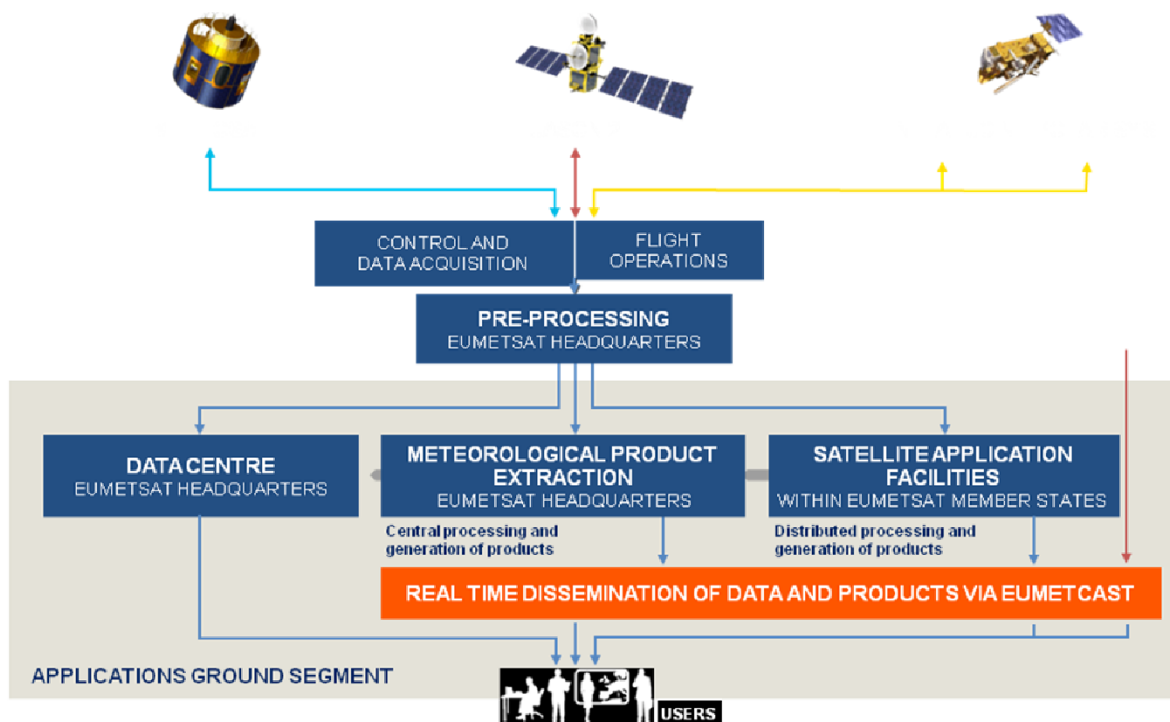 CONTROL AND
DATA ACQUISITION
FLIGHT
OPERATIONS
PRE-PROCESSING
EUMETSAT HEADQUARTERS
DATA CENTRE
EUMETSAT HEADQUARTERS
METEOROLOGICAL PRODUCT
EXTRACTION
EUMETSAT HEADQUARTERS
SATELLITE APPLICATION
FACILITIES
WITHIN EUMETSAT MEMBER STATES
Central processing and
generation of products
Distributed processing and
generation of products
REAL TIME DISSEMINATION OF DATA AND PRODUCTS VIA EUMETCAST
APPLICATIONS GROUND SEGMENT
USERS